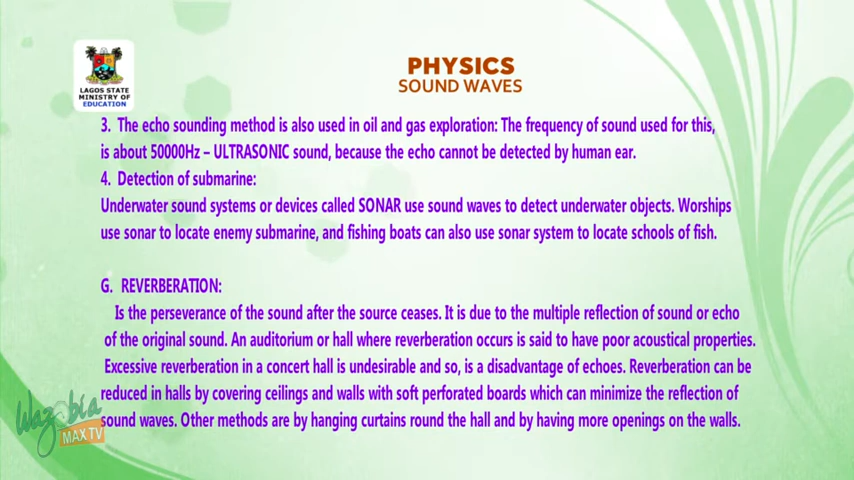 PHYSICS
SOUND WAVES
LAGOS STATE
MINISTRY OF
EDUCATION
3. The echo sounding method is also used in oil and gas exploration: The frequency of sound used for this,
is about 50000Hz – ULTRASONIC sound, because the echo cannot be detected by human ear.
4. Detection of submarine:
Underwater sound systems or devices called SONAR use sound waves to detect underwater objects. Worships
use sonar to locate enemy submarine, and fishing boats can also use sonar system to locate schools of fish.
G. REVERBERATION:
Is the perseverance of the sound after the source ceases. It is due to the multiple reflection of sound or echo
of the original sound. An auditorium or hall where reverberation occurs is said to have poor acoustical properties.
Excessive reverberation in a concert hall is undesirable and so, is a disadvantage of echoes. Reverberation can be
reduced in halls by covering ceilings and walls with soft perforated boards which can minimize the reflection of
sound waves. Other methods are by hanging curtains round the hall and by having more openings on the walls.
Wazobia
MAX TV